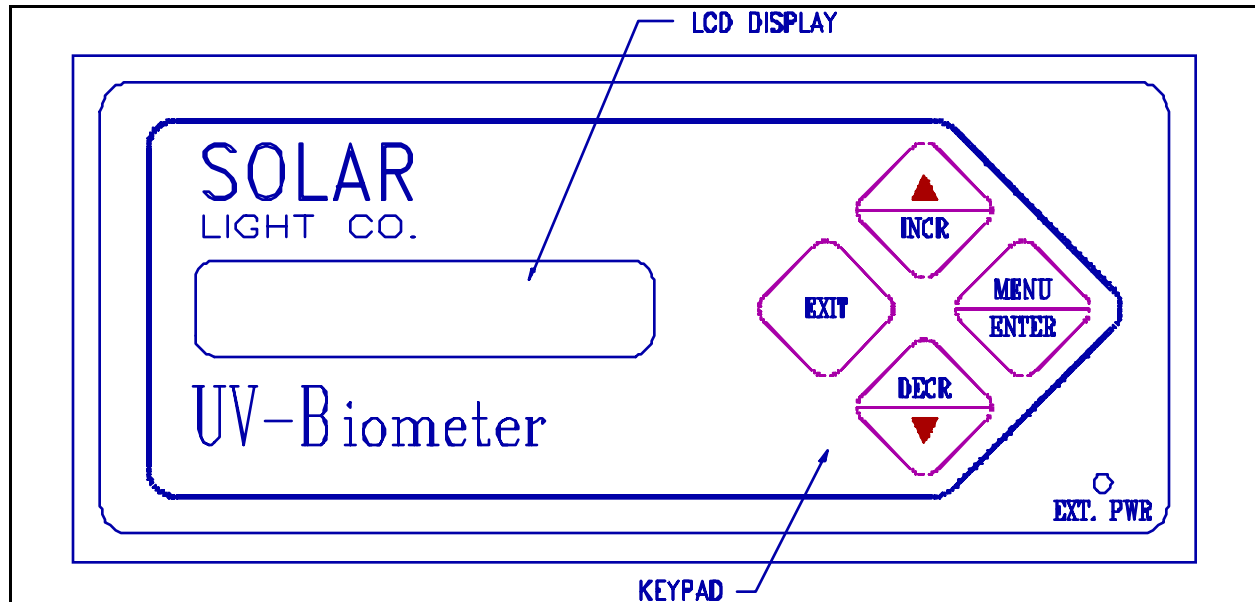 LCD DISPLAY
SOLAR
LIGHT CO.
INCR
MENU
EXIT
ENTER
DECR
UV-Biometer
EXT. PWR
KEYPAD